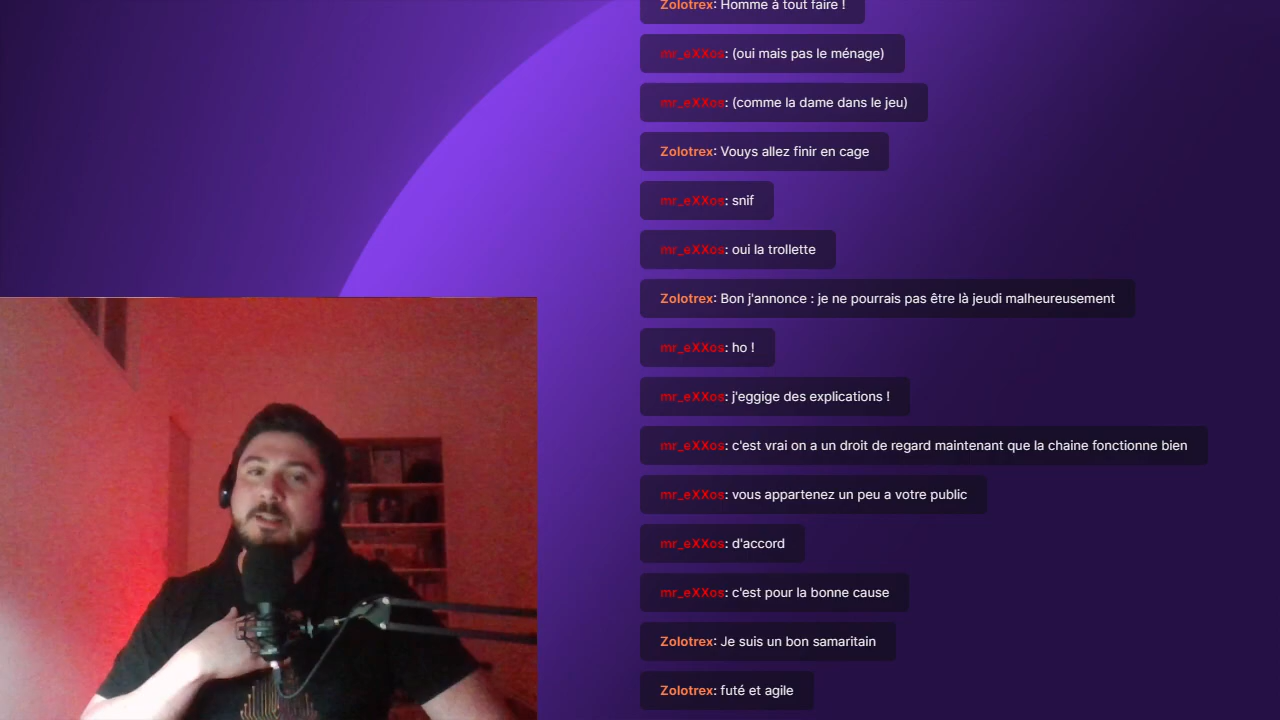 Zolotrex: Homme à tout faire !
mr_eXXos: (oui mais pas le ménage)
mr_eXXos: (comme la dame dans le jeu)
Zolotrex: Vouys allez finir en cage
mr_eXXos: snif
mr_eXXos: oui la trollette
Zolotrex: Bon j'annonce : je ne pourrais pas être là jeudi malheureusement
mr_eXXos: ho !
mr_eXXos: j'eggige des explications !
mr_eXXos: c'est vrai on a un droit de regard maintenant que la chaine fonctionne bien
mr_eXXos: vous appartenez un peu a votre public
mr_eXXos: d'accord
mr_eXXos: c'est pour la bonne cause
Zolotrex: Je suis un bon samaritain
Zolotrex: futé et agile